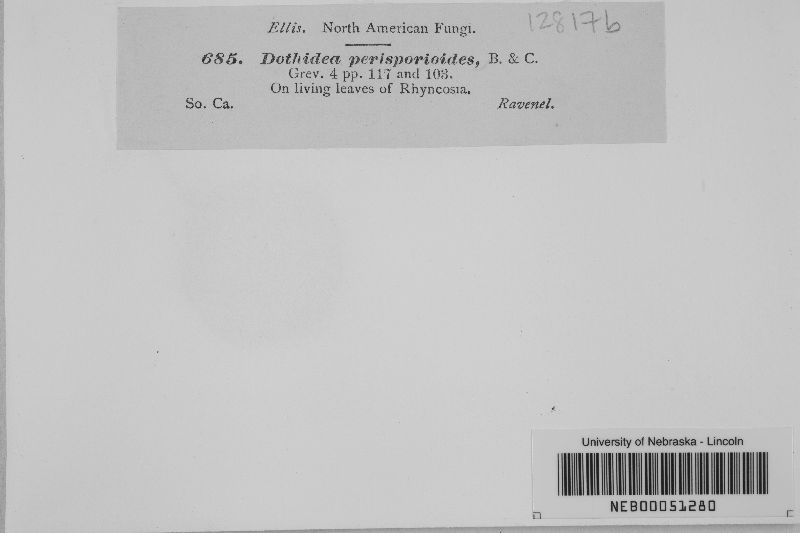 Ellis. North American Fungi.
128176
685. Dothidea perisporioides, B. & C.
Grev. 4 pp. 117 and 103.
On living leaves of Rhyncosia.
So. Ca. Ravenel.
University of Nebraska - Lincoln
NEB00051280